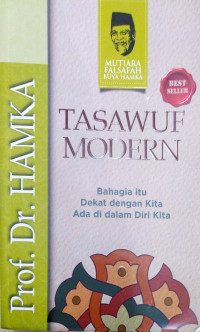 MUTIARA
FALSAFAH
BUYA HAMKA
BEST
SELLER
Prof. Dr. HAMKA
TASAWUF
MODERN
Bahagia itu
Dekat dengan Kita
Ada di dalam Diri Kita